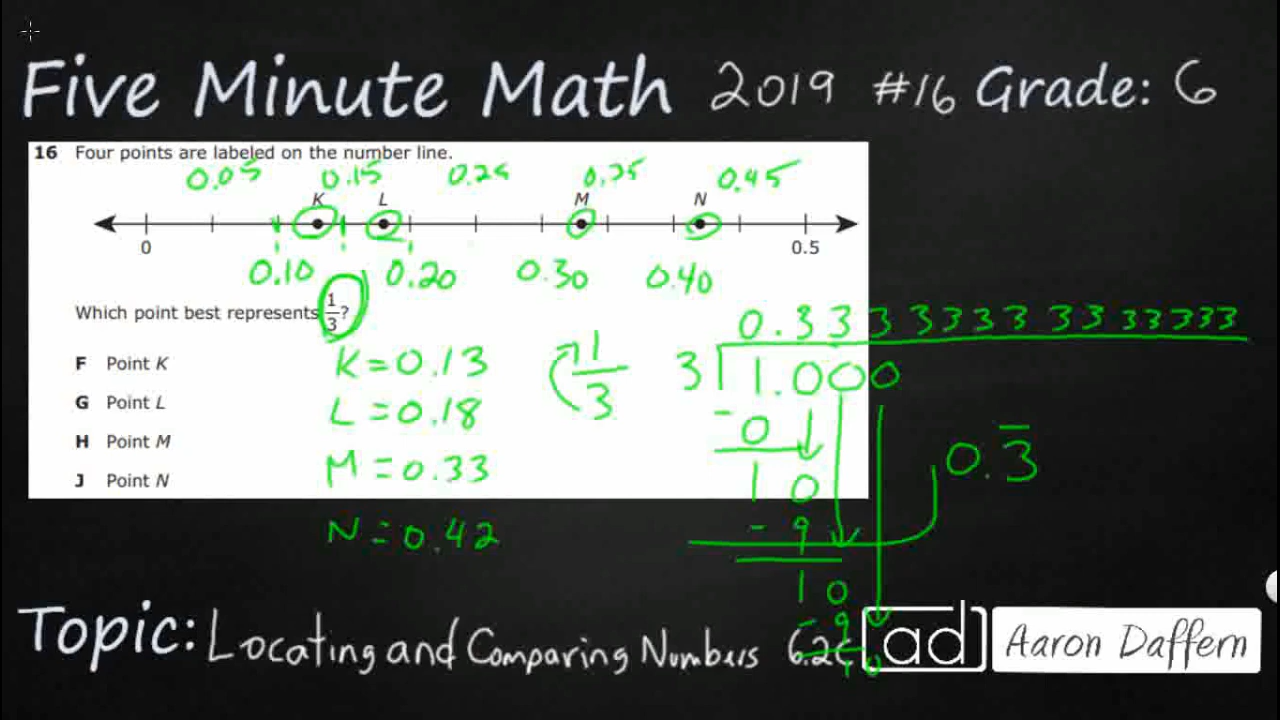 Five Minute Math 2019 #16 Grade: 6
16 Four points are labeled on the number line.
0.05 0.15 0.25 0.35 0.45
K L M N
0 0.5
0.10 0.20 0.30 0.40
Which point best represents 1/3?
F Point K
G Point L
H Point M
J Point N
K = 0.13
L = 0.18
M = 0.33
N = 0.42
1/3
0.33333333333333
3 1.000
- 0
10
- 9
10
- 9
10
0.3̅
Topic: Locating and Comparing Numbers
ad Aaron Daffern